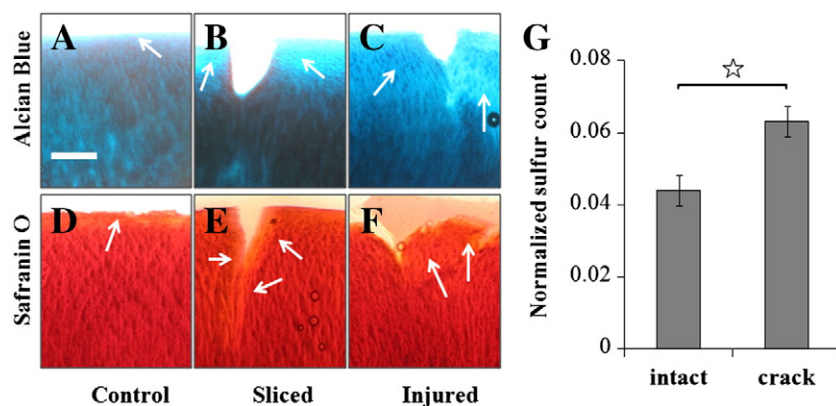 A
B
C
Alcian Blue
D
E
F
Safranin O
Control
Sliced
Injured
G
Normalized sulfur count
0.08
0.06
0.04
0.02
0
☆
intact
crack